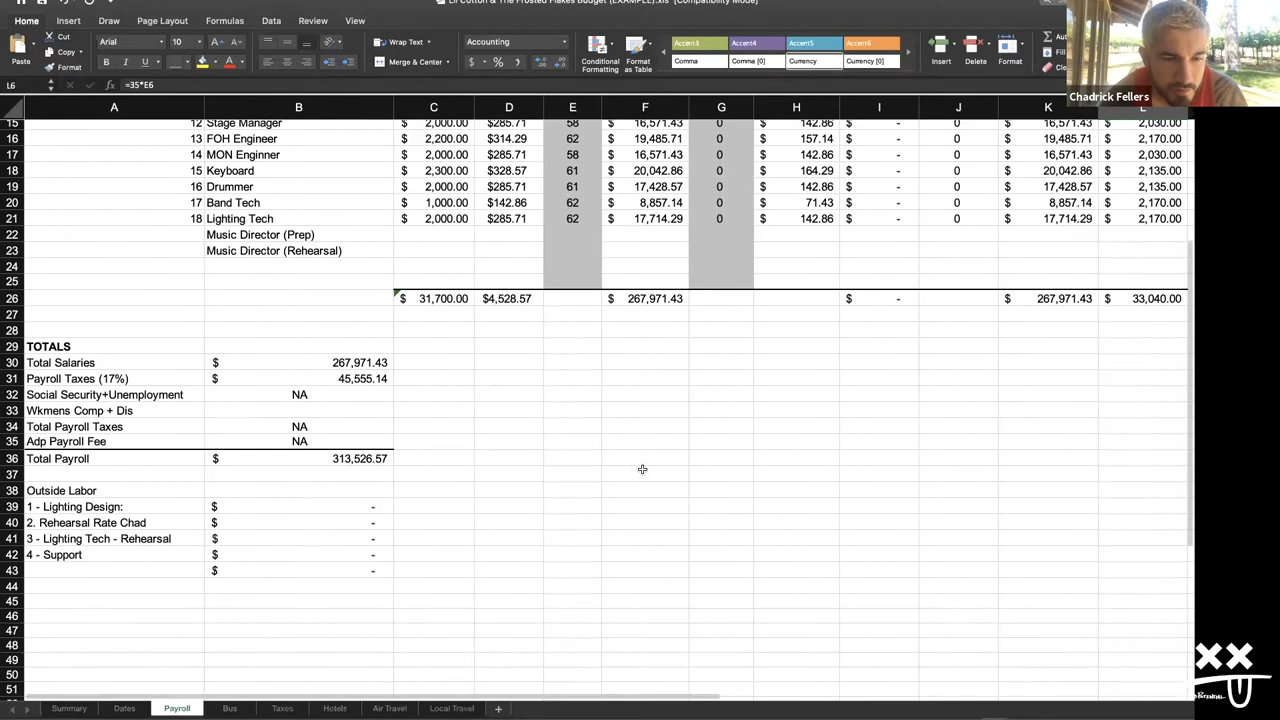 Lil Cotton & The Frosted Flakes Budget (EXAMPLE).xls [Compatibility Mode]
Home Insert Draw Page Layout Formulas Data Review View
Paste Cut Copy Format
Arial 10 A A B I U A
Wrap Text Merge & Center
Accounting $ % )
Conditional Formatting Format as Table
Accent3 Accent4 Accent5 Accent6
Comma Comma [0] Currency Currency [0]
Insert Delete Format
Chadrick Fellers
L6 fx =35*E6
A B C D E F G H I J K L
15 12 Stage Manager $ 2,000.00 $285.71 58 $ 16,571.43 0 $ 142.86 $ - 0 $ 16,571.43 $ 2,030.00
16 13 FOH Engineer $ 2,200.00 $314.29 62 $ 19,485.71 0 $ 157.14 $ - 0 $ 19,485.71 $ 2,170.00
17 14 MON Enginner $ 2,000.00 $285.71 58 $ 16,571.43 0 $ 142.86 $ - 0 $ 16,571.43 $ 2,030.00
18 15 Keyboard $ 2,300.00 $328.57 61 $ 20,042.86 0 $ 164.29 $ - 0 $ 20,042.86 $ 2,135.00
19 16 Drummer $ 2,000.00 $285.71 61 $ 17,428.57 0 $ 142.86 $ - 0 $ 17,428.57 $ 2,135.00
20 17 Band Tech $ 1,000.00 $142.86 62 $ 8,857.14 0 $ 71.43 $ - 0 $ 8,857.14 $ 2,170.00
21 18 Lighting Tech $ 2,000.00 $285.71 62 $ 17,714.29 0 $ 142.86 $ - 0 $ 17,714.29 $ 2,170.00
22 Music Director (Prep)
23 Music Director (Rehearsal)
24
25
26 $ 31,700.00 $4,528.57 $ 267,971.43 $ - $ 267,971.43 $ 33,040.00
27
28
29 TOTALS
30 Total Salaries $ 267,971.43
31 Payroll Taxes (17%) $ 45,555.14
32 Social Security+Unemployment NA
33 Wkmens Comp + Dis
34 Total Payroll Taxes NA
35 Adp Payroll Fee NA
36 Total Payroll $ 313,526.57
37
38 Outside Labor
39 1 - Lighting Design: $ -
40 2. Rehearsal Rate Chad $ -
41 3 - Lighting Tech - Rehearsal $ -
42 4 - Support $ -
43 $ -
44
45
46
47
48
49
50
51
Summary Dates Payroll Bus Taxes Hotels Air Travel Local Travel +